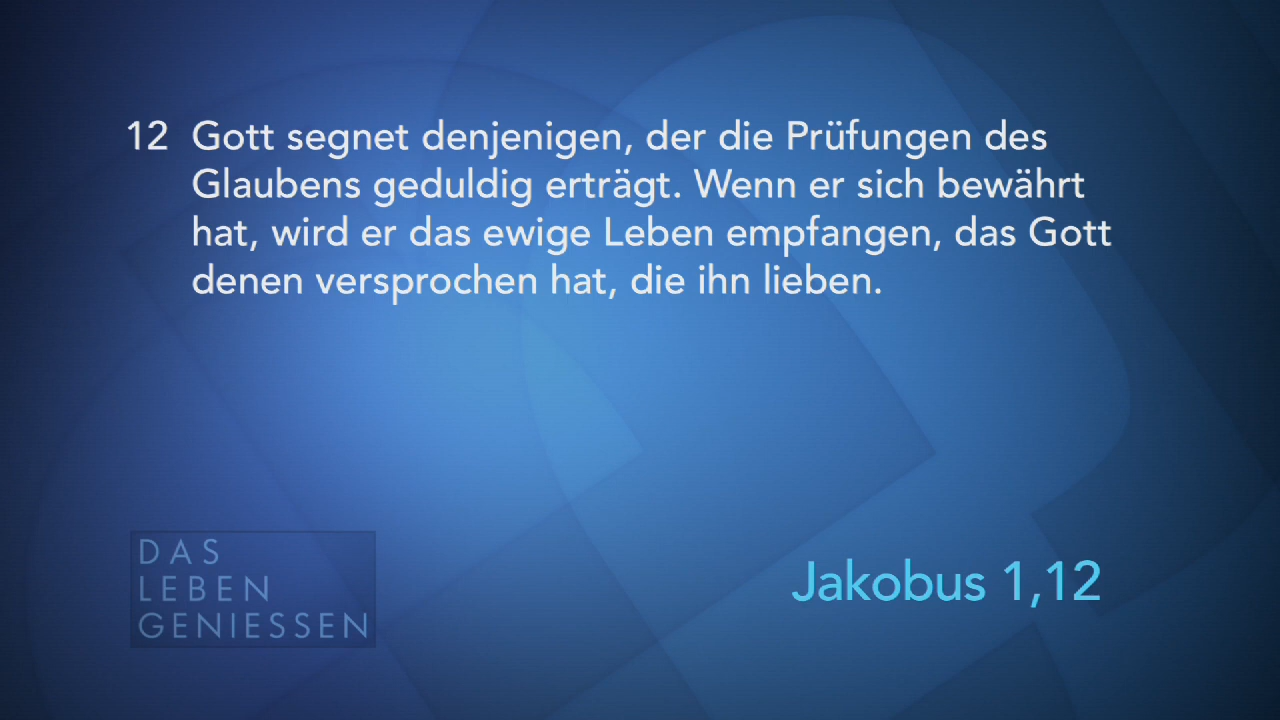 12 Gott segnet denjenigen, der die Prüfungen des
Glaubens geduldig erträgt. Wenn er sich bewährt
hat, wird er das ewige Leben empfangen, das Gott
denen versprochen hat, die ihn lieben.
DAS
LEBEN
GENIESSEN
Jakobus 1,12